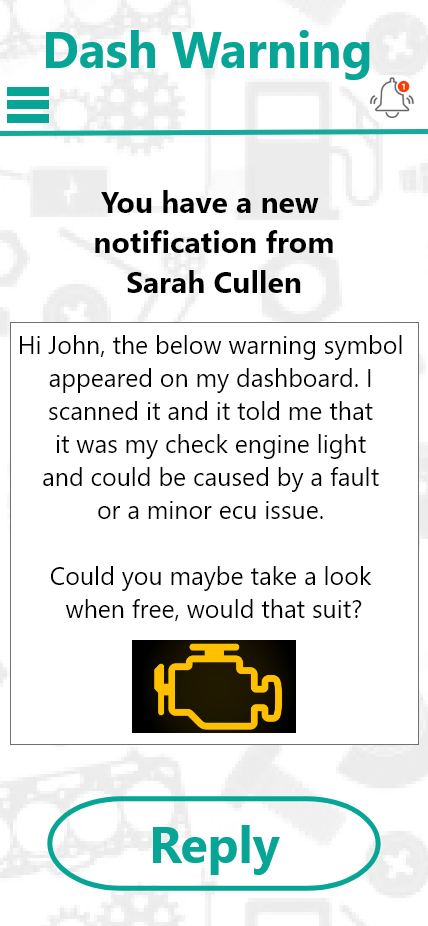 Dash Warning
1
You have a new
notification from
Sarah Cullen
Hi John, the below warning symbol
appeared on my dashboard. I
scanned it and it told me that
it was my check engine light
and could be caused by a fault
or a minor ecu issue.
Could you maybe take a look
when free, would that suit?
Reply